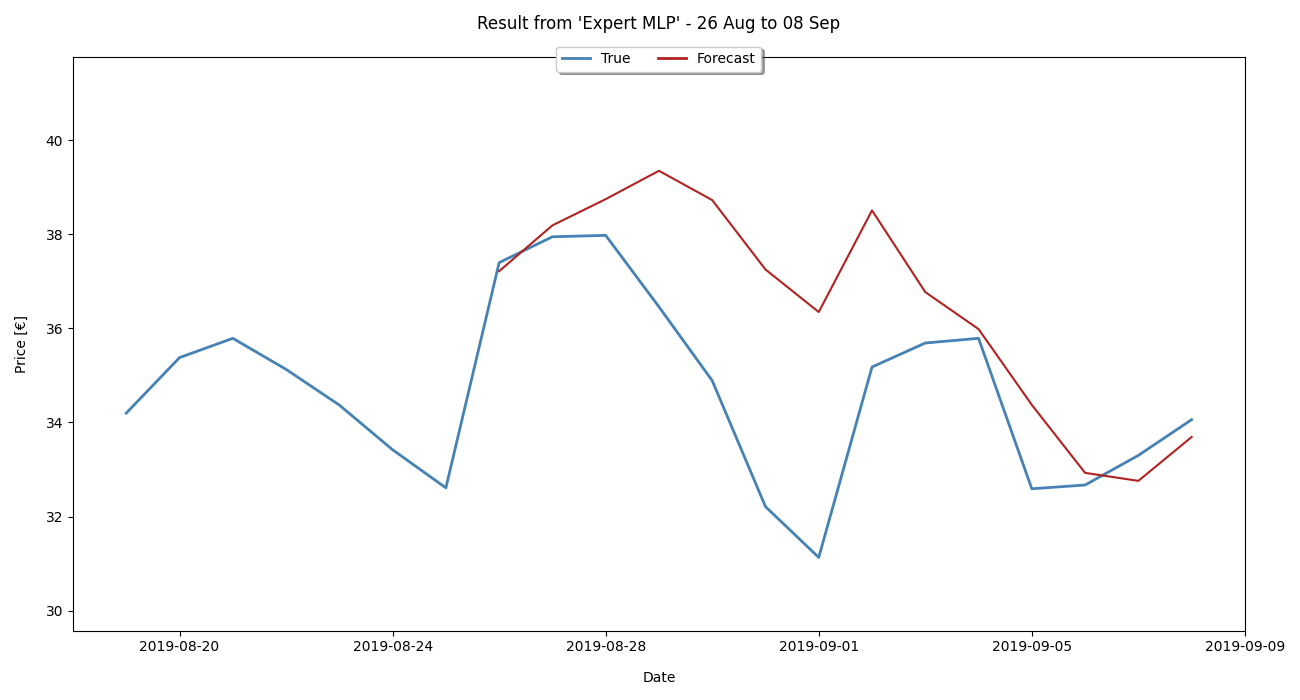 Result from 'Expert MLP' - 26 Aug to 08 Sep
True Forecast
40
38
36
34
32
30
Price [€]
2019-08-20 2019-08-24 2019-08-28 2019-09-01 2019-09-05 2019-09-09
Date